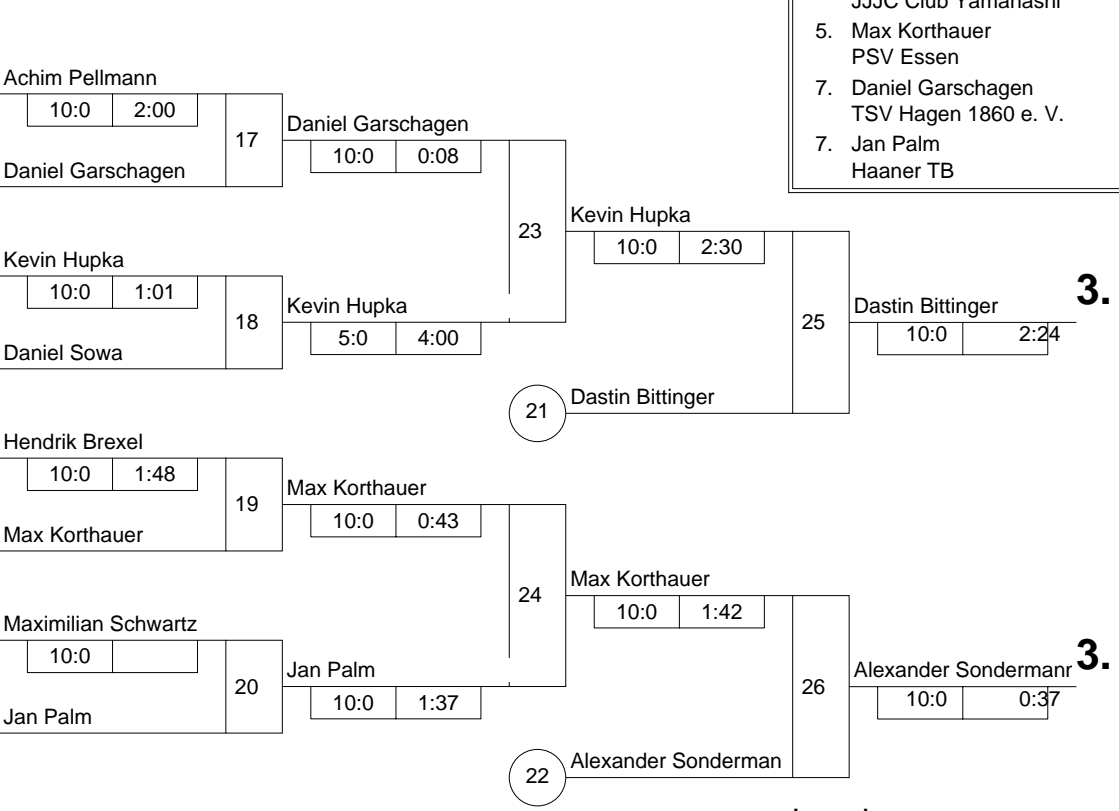 JJJC Club Yamanashi
5. Max Korthauer
PSV Essen
7. Daniel Garschagen
TSV Hagen 1860 e. V.
7. Jan Palm
Haaner TB
Achim Pellmann
10:0 2:00
17
Daniel Garschagen
Daniel Garschagen
10:0 0:08
23
Kevin Hupka
10:0 1:01
18
Daniel Sowa
Kevin Hupka
5:0 4:00
Kevin Hupka
10:0 2:30
25
21
Dastin Bittinger
Dastin Bittinger
10:0 2:24
3.
Hendrik Brexel
10:0 1:48
19
Max Korthauer
Max Korthauer
10:0 0:43
24
Maximilian Schwartz
10:0
20
Jan Palm
Jan Palm
10:0 1:37
Max Korthauer
10:0 1:42
26
22
Alexander Sonderman
Alexander Sondermann
10:0 0:37
3.